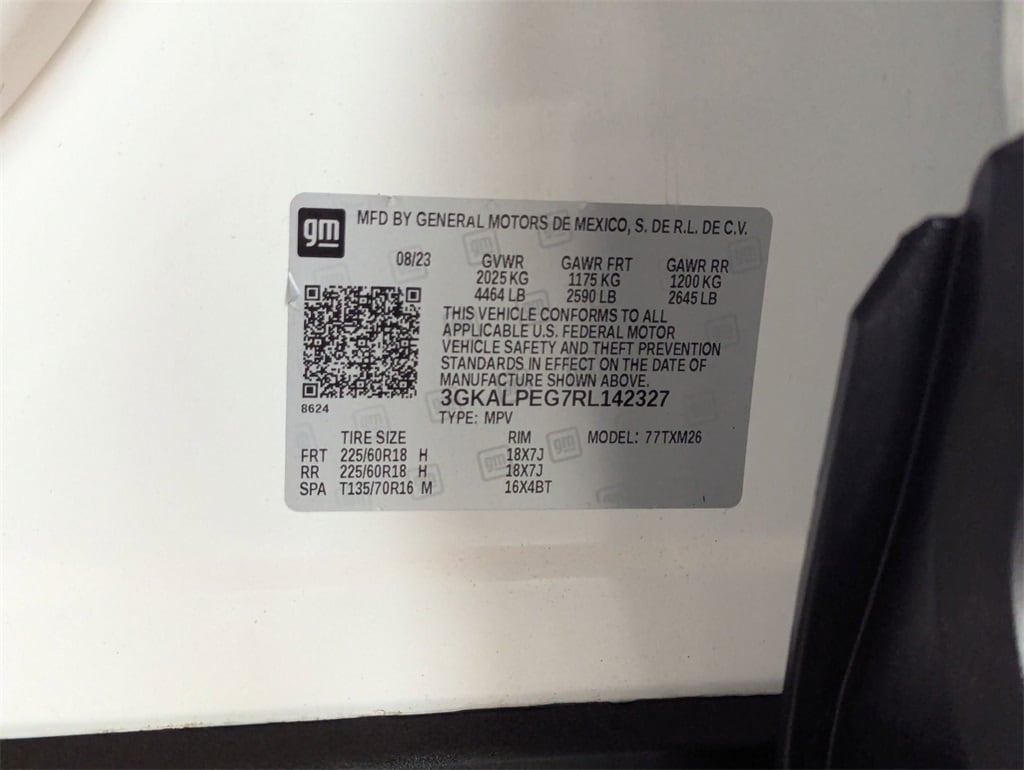 gm MFD BY GENERAL MOTORS DE MEXICO, S. DE R.L. DE C.V.
08/23 GVWR GAWR FRT GAWR RR
2025 KG 1175 KG 1200 KG
4464 LB 2590 LB 2645 LB
THIS VEHICLE CONFORMS TO ALL
APPLICABLE U.S. FEDERAL MOTOR
VEHICLE SAFETY AND THEFT PREVENTION
STANDARDS IN EFFECT ON THE DATE OF
MANUFACTURE SHOWN ABOVE.
3GKALPEG7RL142327
8624
TYPE: MPV
TIRE SIZE RIM MODEL: 77TXM26
FRT 225/60R18 H 18X7J
RR 225/60R18 H 18X7J
SPA T135/70R16 M 16X4BT